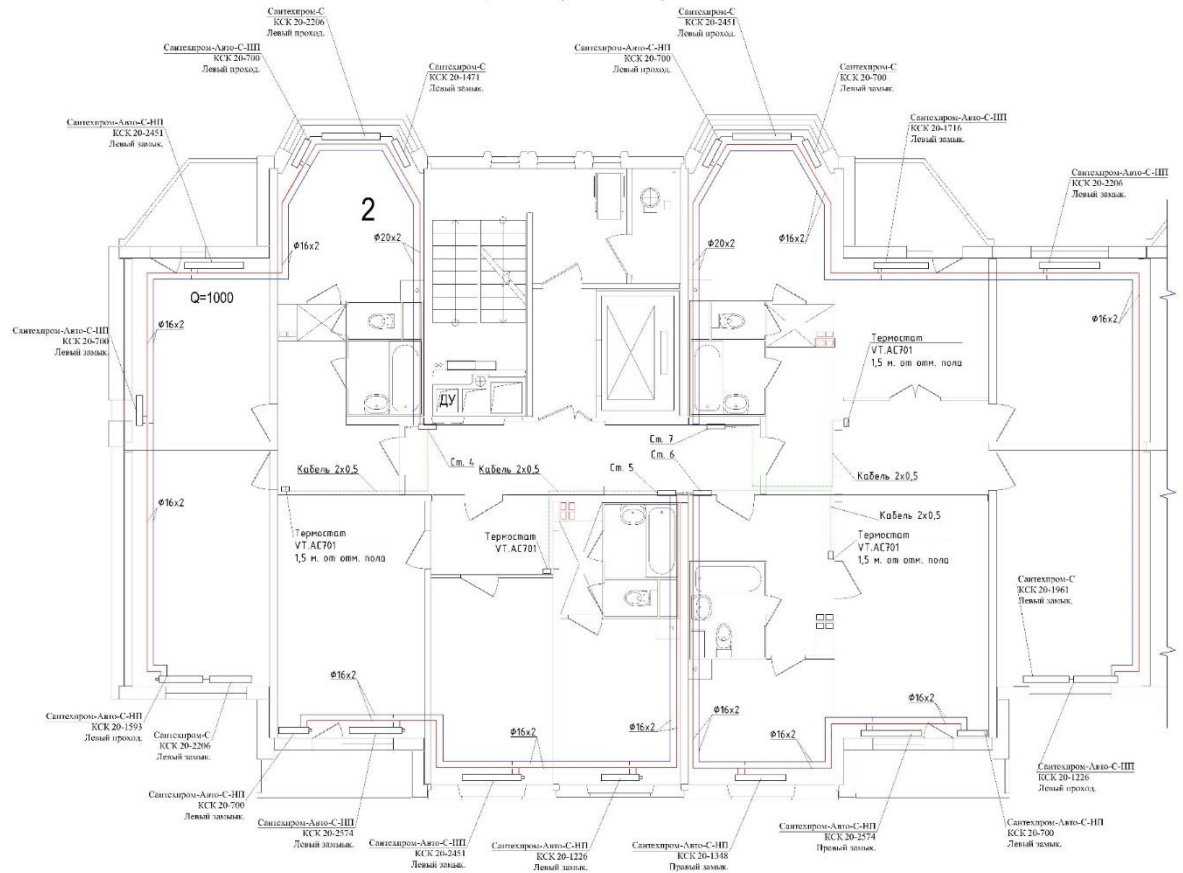 Сантехпром-С
КСК 20-2206
Левый проход.
Сантехпром-Авто-С-НП
КСК 20-700
Левый проход.
Сантехпром-С
КСК 20-1471
Левый замык.
Сантехпром-Авто-С-НП
КСК 20-2451
Левый замык.
Сантехпром-С
КСК 20-2451
Левый проход.
Сантехпром-Авто-С-НП
КСК 20-700
Левый проход.
Сантехпром-С
КСК 20-700
Левый замык.
Сантехпром-Авто-С-НП
КСК 20-1716
Левый замык.
Сантехпром-Авто-С-НП
КСК 20-2206
Левый замык.
2
ф16х2
ф20х2
ф20х2
ф16х2
Q=1000
ф16х2
ф16х2
Сантехпром-Авто-С-НП
КСК 20-700
Левый замык.
Термостат
VT.AC701
1,5 м. от отм. пола
ДУ
Ст. 4
Ст. 7
Ст. 6
Ст. 5
Кабель 2х0,5
Кабель 2х0,5
Кабель 2х0,5
Кабель 2х0,5
ф16х2
Термостат
VT.AC701
1,5 м. от отм. пола
Термостат
VT.AC701
Термостат
VT.AC701
1,5 м. от отм. пола
Сантехпром-С
КСК 20-1961
Левый замык.
ф16х2
ф16х2
ф16х2
ф16х2
ф16х2
ф16х2
ф16х2
Сантехпром-Авто-С-НП
КСК 20-1593
Левый проход.
Сантехпром-С
КСК 20-2206
Левый замык.
Сантехпром-Авто-С-НП
КСК 20-700
Левый замык.
Сантехпром-Авто-С-НП
КСК 20-2574
Левый замык.
Сантехпром-Авто-С-НП
КСК 20-2451
Левый замык.
Сантехпром-Авто-С-НП
КСК 20-1226
Левый замык.
Сантехпром-Авто-С-НП
КСК 20-1348
Правый замык.
Сантехпром-Авто-С-НП
КСК 20-2574
Правый замык.
Сантехпром-Авто-С-НП
КСК 20-700
Левый замык.
Сантехпром-Авто-С-НП
КСК 20-1226
Левый проход.